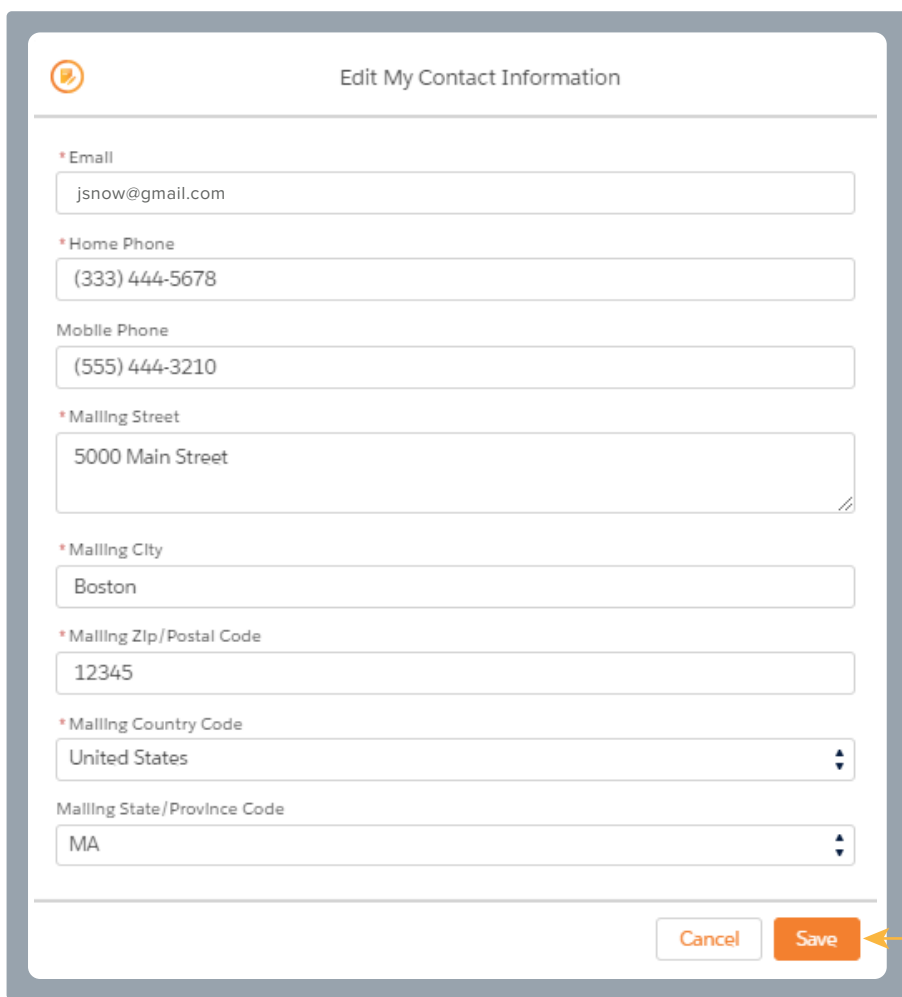 Edit My Contact Information
*Email
jsnow@gmail.com
*Home Phone
(333) 444-5678
Mobile Phone
(555) 444-3210
*Mailing Street
5000 Main Street
*Mailing City
Boston
*Mailing Zip/Postal Code
12345
*Mailing Country Code
United States
Mailing State/Province Code
MA
Cancel Save